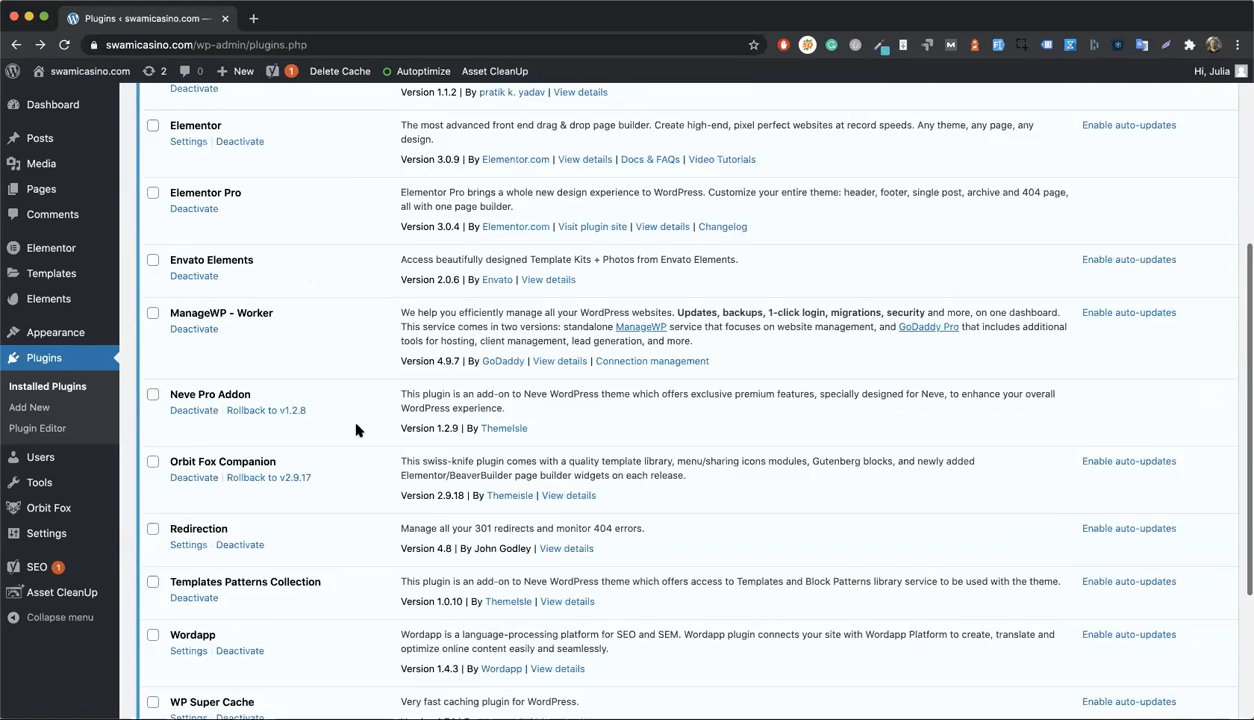 Plugins ‹ swamicasino.com —
swamicasino.com/wp-admin/plugins.php
swamicasino.com 2 0 New 1 Delete Cache Autoptimize Asset CleanUp Hi, Julia
Dashboard
Posts
Media
Pages
Comments
Elementor
Templates
Elements
Appearance
Plugins
Installed Plugins
Add New
Plugin Editor
Users
Tools
Orbit Fox
Settings
SEO 1
Asset CleanUp
Collapse menu
Deactivate
Version 1.1.2 | By pratik k. yadav | View details
Elementor
Settings | Deactivate
The most advanced front end drag & drop page builder. Create high-end, pixel perfect websites at record speeds. Any theme, any page, any
design.
Version 3.0.9 | By Elementor.com | View details | Docs & FAQs | Video Tutorials
Enable auto-updates
Elementor Pro
Deactivate
Elementor Pro brings a whole new design experience to WordPress. Customize your entire theme: header, footer, single post, archive and 404 page,
all with one page builder.
Version 3.0.4 | By Elementor.com | Visit plugin site | View details | Changelog
Envato Elements
Deactivate
Access beautifully designed Template Kits + Photos from Envato Elements.
Version 2.0.6 | By Envato | View details
Enable auto-updates
ManageWP - Worker
Deactivate
We help you efficiently manage all your WordPress websites. Updates, backups, 1-click login, migrations, security and more, on one dashboard.
This service comes in two versions: standalone ManageWP service that focuses on website management, and GoDaddy Pro that includes additional
tools for hosting, client management, lead generation, and more.
Version 4.9.7 | By GoDaddy | View details | Connection management
Enable auto-updates
Neve Pro Addon
Deactivate | Rollback to v1.2.8
This plugin is an add-on to Neve WordPress theme which offers exclusive premium features, specially designed for Neve, to enhance your overall
WordPress experience.
Version 1.2.9 | By ThemeIsle
Orbit Fox Companion
Deactivate | Rollback to v2.9.17
This swiss-knife plugin comes with a quality template library, menu/sharing icons modules, Gutenberg blocks, and newly added
Elementor/BeaverBuilder page builder widgets on each release.
Version 2.9.18 | By Themeisle | View details
Enable auto-updates
Redirection
Settings | Deactivate
Manage all your 301 redirects and monitor 404 errors.
Version 4.8 | By John Godley | View details
Enable auto-updates
Templates Patterns Collection
Deactivate
This plugin is an add-on to Neve WordPress theme which offers access to Templates and Block Patterns library service to be used with the theme.
Version 1.0.10 | By ThemeIsle | View details
Enable auto-updates
Wordapp
Settings | Deactivate
Wordapp is a language-processing platform for SEO and SEM. Wordapp plugin connects your site with Wordapp Platform to create, translate and
optimize online content easily and seamlessly.
Version 1.4.3 | By Wordapp | View details
Enable auto-updates
WP Super Cache
Settings | Deactivate
Very fast caching plugin for WordPress.
Enable auto-updates